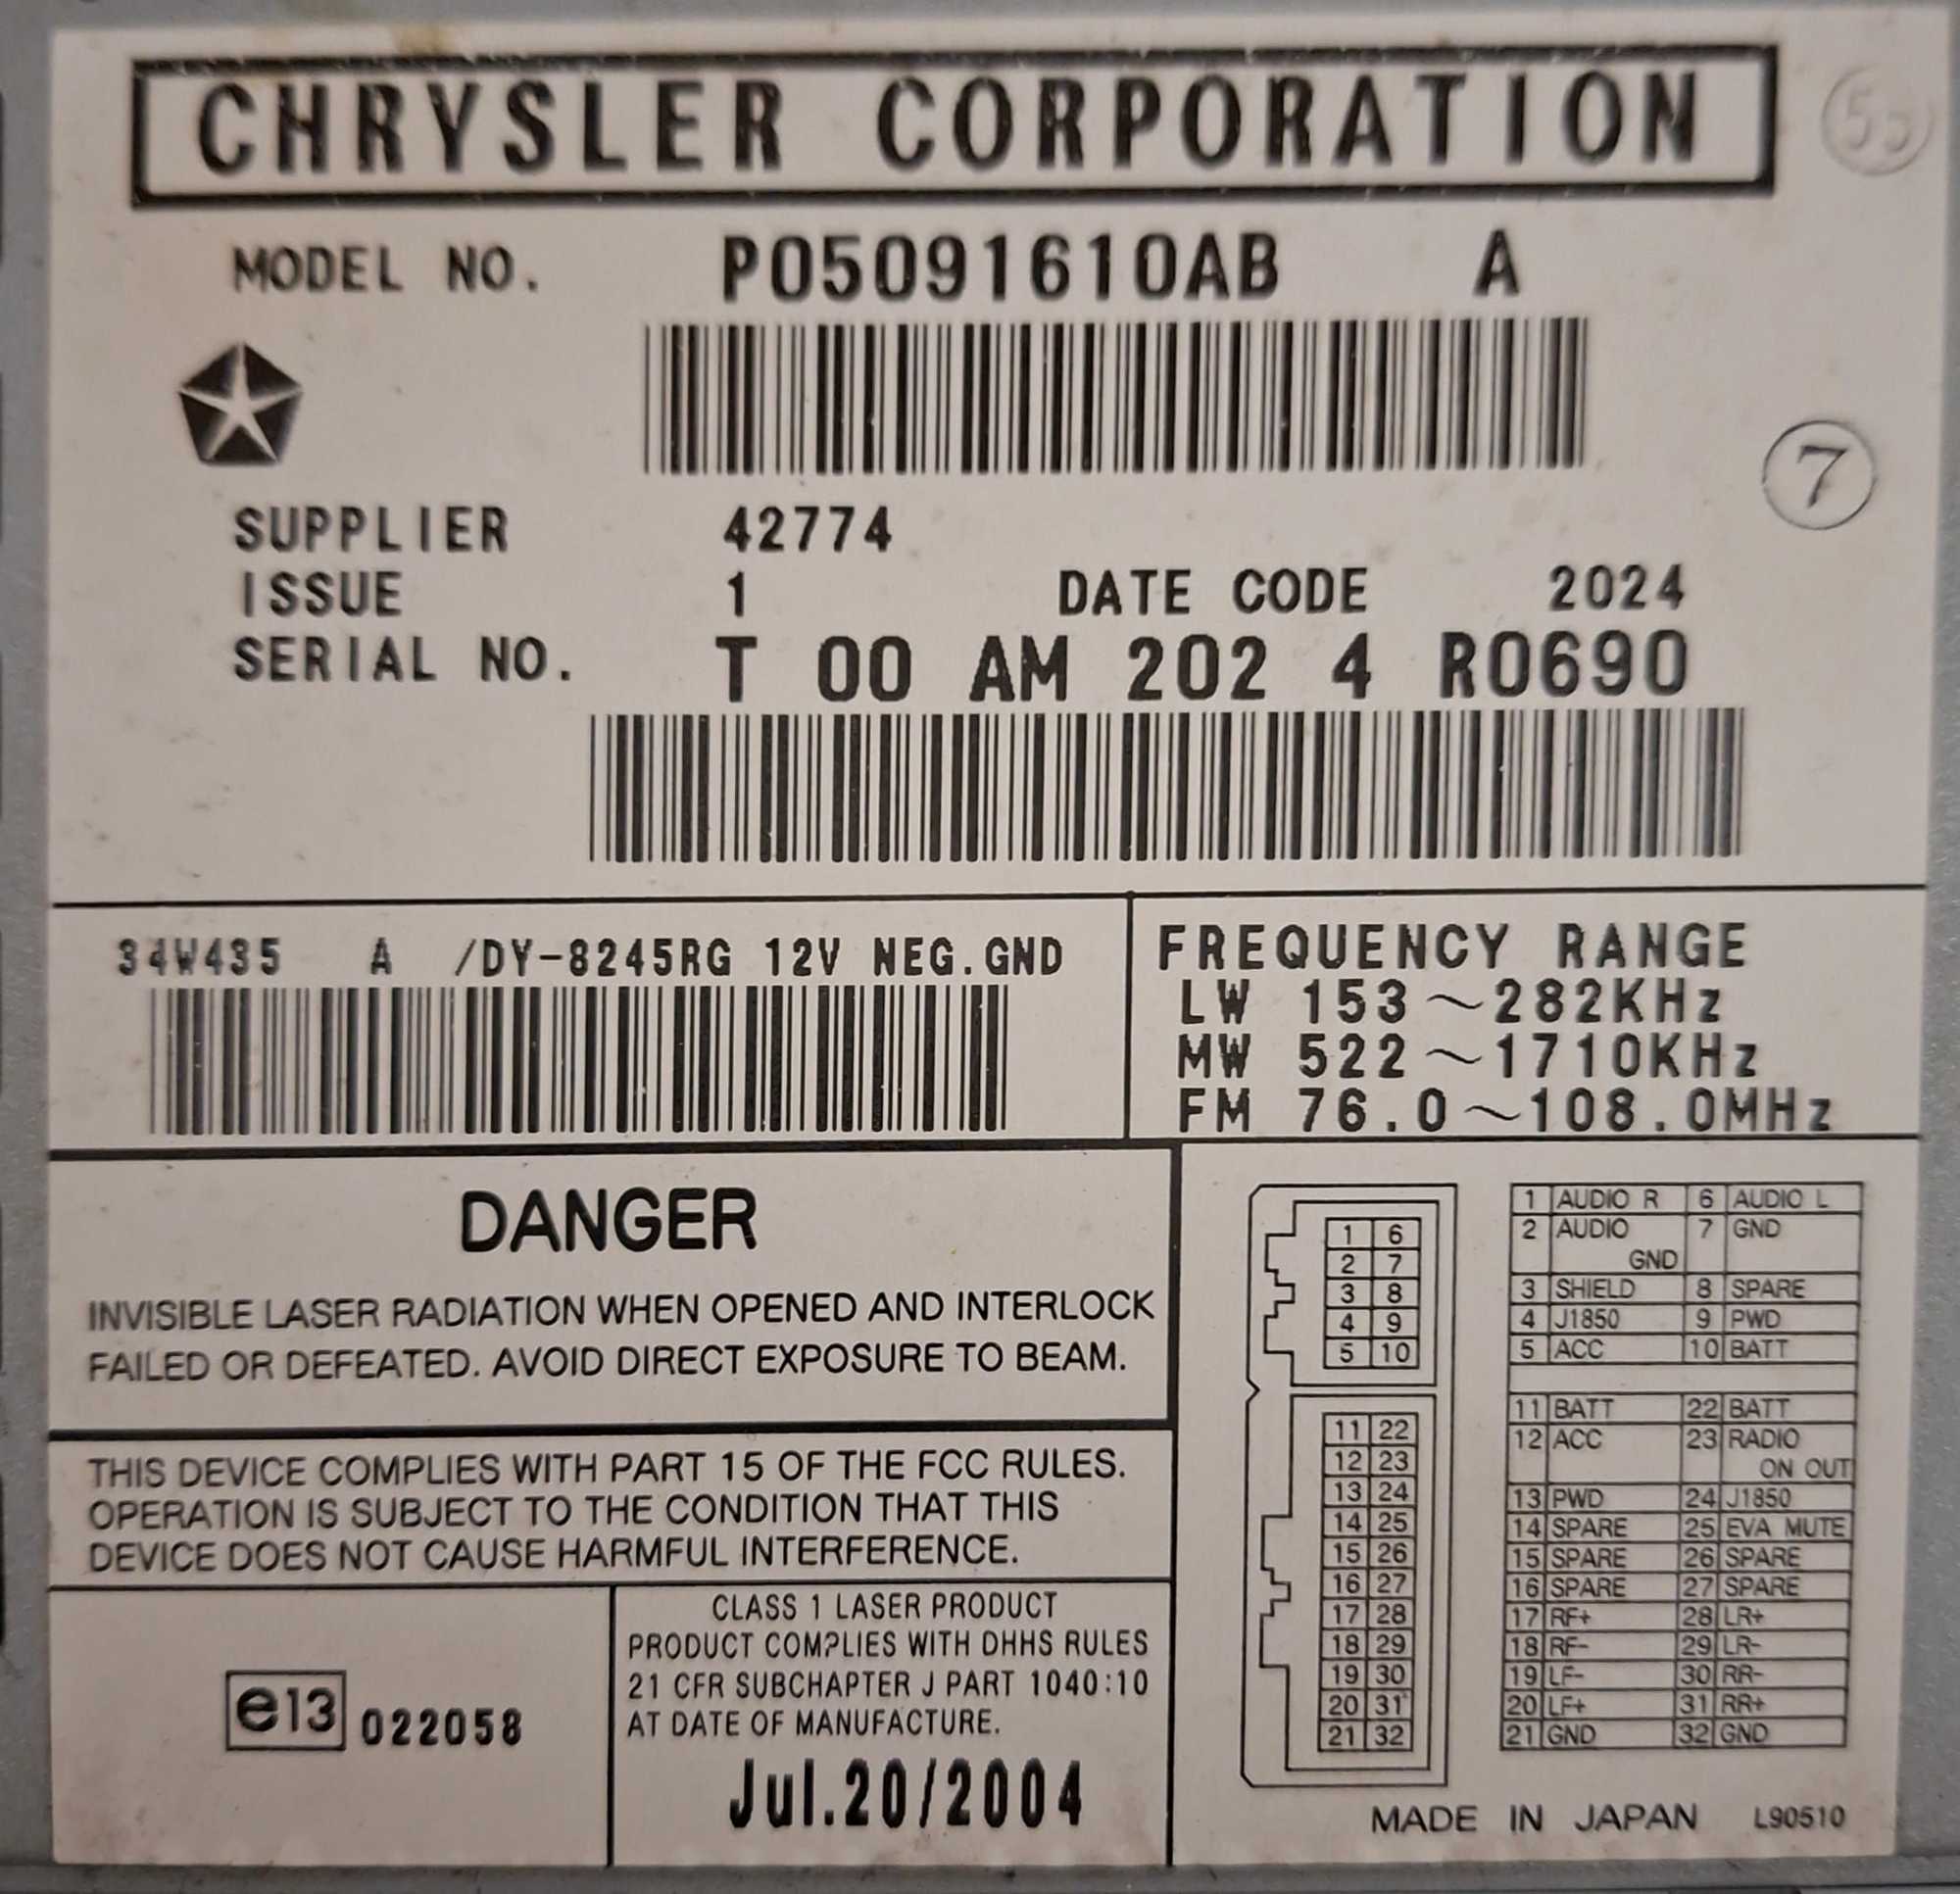 CHRYSLER CORPORATION
MODEL NO. P05091610AB A
7
SUPPLIER 42774
ISSUE 1 DATE CODE 2024
SERIAL NO. T 00 AM 202 4 R0690
34W435 A /DY-8245RG 12V NEG.GND
FREQUENCY RANGE
LW 153~282KHz
MW 522~1710KHz
FM 76.0~108.0MHz
DANGER
INVISIBLE LASER RADIATION WHEN OPENED AND INTERLOCK
FAILED OR DEFEATED. AVOID DIRECT EXPOSURE TO BEAM.
THIS DEVICE COMPLIES WITH PART 15 OF THE FCC RULES.
OPERATION IS SUBJECT TO THE CONDITION THAT THIS
DEVICE DOES NOT CAUSE HARMFUL INTERFERENCE.
e13 022058
CLASS 1 LASER PRODUCT
PRODUCT COMPLIES WITH DHHS RULES
21 CFR SUBCHAPTER J PART 1040:10
AT DATE OF MANUFACTURE.
Jul.20/2004
1 6
2 7
3 8
4 9
5 10
11 22
12 23
13 24
14 25
15 26
16 27
17 28
18 29
19 30
20 31
21 32
1 AUDIO R 6 AUDIO L
2 AUDIO 7 GND
GND
3 SHIELD 8 SPARE
4 J1850 9 PWD
5 ACC 10 BATT
11 BATT 22 BATT
12 ACC 23 RADIO
ON OUT
13 PWD 24 J1850
14 SPARE 25 EVA MUTE
15 SPARE 26 SPARE
16 SPARE 27 SPARE
17 RF+ 28 LR+
18 RF- 29 LR-
19 LF- 30 RR-
20 LF+ 31 RR+
21 GND 32 GND
MADE IN JAPAN L90510